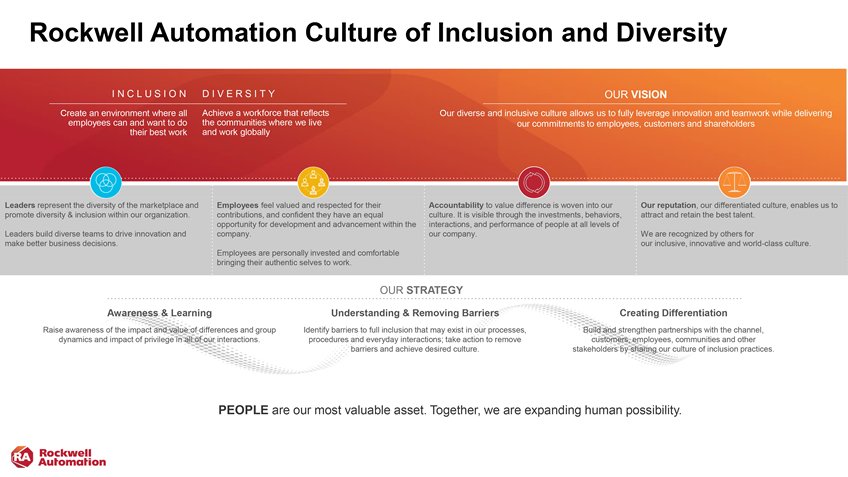 Rockwell Automation Culture of Inclusion and Diversity
INCLUSION
Create an environment where all
employees can and want to do
their best work
DIVERSITY
Achieve a workforce that reflects
the communities where we live
and work globally
OUR VISION
Our diverse and inclusive culture allows us to fully leverage innovation and teamwork while delivering
our commitments to employees, customers and shareholders
Leaders represent the diversity of the marketplace and
promote diversity & inclusion within our organization.
Leaders build diverse teams to drive innovation and
make better business decisions.
Employees feel valued and respected for their
contributions, and confident they have an equal
opportunity for development and advancement within the
company.
Employees are personally invested and comfortable
bringing their authentic selves to work.
Accountability to value difference is woven into our
culture. It is visible through the investments, behaviors,
interactions, and performance of people at all levels of
our company.
Our reputation, our differentiated culture, enables us to
attract and retain the best talent.
We are recognized by others for
our inclusive, innovative and world-class culture.
OUR STRATEGY
Awareness & Learning
Raise awareness of the impact and value of differences and group
dynamics and impact of privilege in all of our interactions.
Understanding & Removing Barriers
Identify barriers to full inclusion that may exist in our processes,
procedures and everyday interactions; take action to remove
barriers and achieve desired culture.
Creating Differentiation
Build and strengthen partnerships with the channel,
customers, employees, communities and other
stakeholders by sharing our culture of inclusion practices.
PEOPLE are our most valuable asset. Together, we are expanding human possibility.
RA
Rockwell
Automation